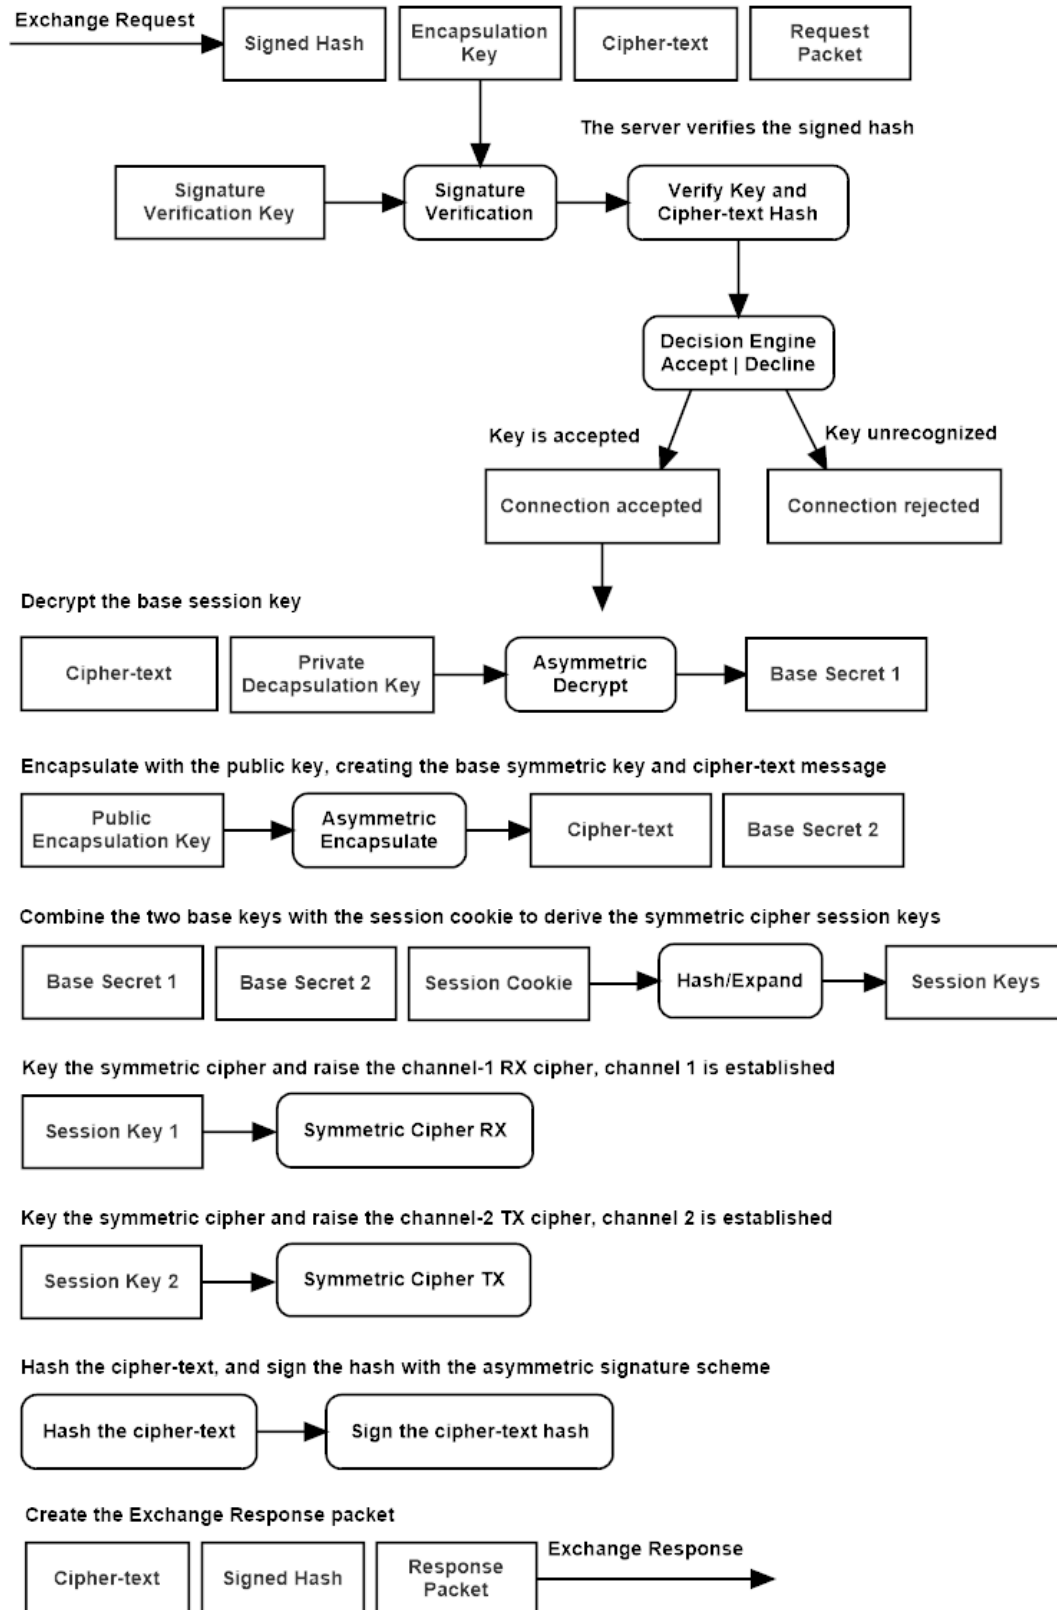 Exchange Request
Signed Hash
Encapsulation
Key
Cipher-text
Request
Packet
The server verifies the signed hash
Signature
Verification Key
Signature
Verification
Verify Key and
Cipher-text Hash
Decision Engine
Accept | Decline
Key is accepted
Key unrecognized
Connection accepted
Connection rejected
Decrypt the base session key
Cipher-text
Private
Decapsulation Key
Asymmetric
Decrypt
Base Secret 1
Encapsulate with the public key, creating the base symmetric key and cipher-text message
Public
Encapsulation Key
Asymmetric
Encapsulate
Cipher-text
Base Secret 2
Combine the two base keys with the session cookie to derive the symmetric cipher session keys
Base Secret 1
Base Secret 2
Session Cookie
Hash/Expand
Session Keys
Key the symmetric cipher and raise the channel-1 RX cipher, channel 1 is established
Session Key 1
Symmetric Cipher RX
Key the symmetric cipher and raise the channel-2 TX cipher, channel 2 is established
Session Key 2
Symmetric Cipher TX
Hash the cipher-text, and sign the hash with the asymmetric signature scheme
Hash the cipher-text
Sign the cipher-text hash
Create the Exchange Response packet
Cipher-text
Signed Hash
Response
Packet
Exchange Response